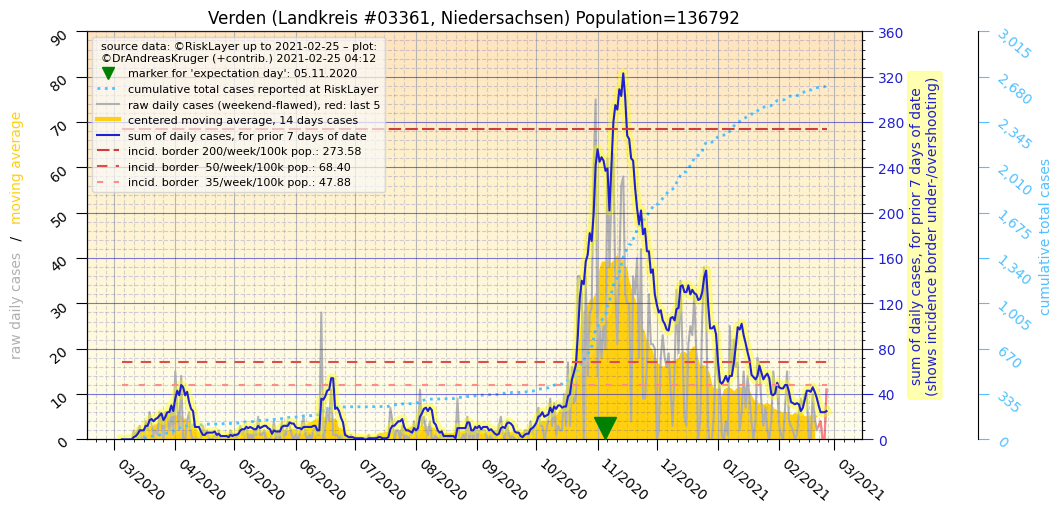 Verden (Landkreis #03361, Niedersachsen) Population=136792
source data: ©RiskLayer up to 2021-02-25 – plot:
©DrAndreasKruger (+contrib.) 2021-02-25 04:12
marker for 'expectation day': 05.11.2020
cumulative total cases reported at RiskLayer
raw daily cases (weekend-flawed), red: last 5
centered moving average, 14 days cases
sum of daily cases, for prior 7 days of date
incid. border 200/week/100k pop.: 273.58
incid. border  50/week/100k pop.: 68.40
incid. border  35/week/100k pop.: 47.88
raw daily cases / moving average
90
80
70
60
50
40
30
20
10
0
03/2020
04/2020
05/2020
06/2020
07/2020
08/2020
09/2020
10/2020
11/2020
12/2020
01/2021
02/2021
03/2021
360
320
280
240
200
160
120
80
40
0
sum of daily cases, for prior 7 days of date
(shows incidence border under-/overshooting)
3,015
2,680
2,345
2,010
1,675
1,340
1,005
670
335
0
cumulative total cases